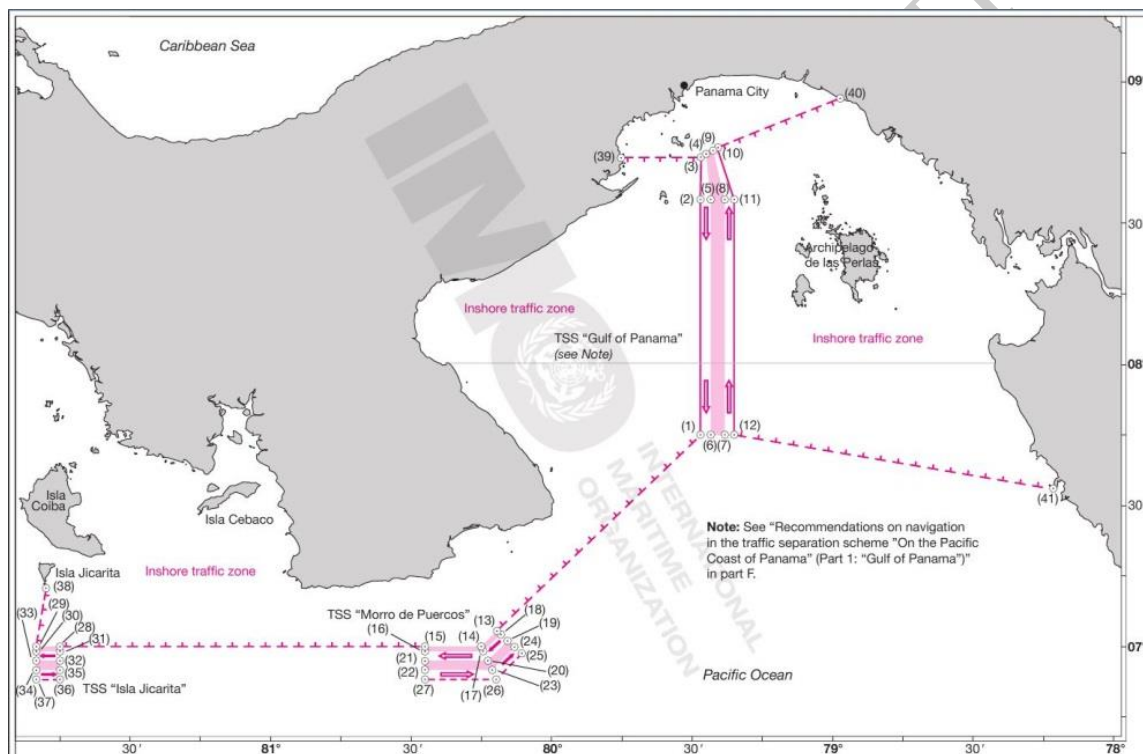 Caribbean Sea
09
Panama City
(40)
(9)
(4)
(10)
(39)
(3)
(5)
(8)
(2)
(11)
30
Archipelago
de las Perlas
Inshore traffic zone
TSS "Gulf of Panama"
(see Note)
Inshore traffic zone
08
(1)
(12)
(6)
(7)
Isla
Coiba
(41)
30
Isla Cebaco
Note: See "Recommendations on navigation
in the traffic separation scheme "On the Pacific
Coast of Panama" (Part 1: "Gulf of Panama")"
in part F.
Isla Jicarita
Inshore traffic zone
(38)
(29)
(33)
(30)
(28)
(31)
TSS "Morro de Puercos"
(13)
(18)
(16)
(15)
(14)
(19)
(24)
07
(32)
(21)
(25)
(35)
(22)
(20)
(34)
(36)
TSS "Isla Jicarita"
(27)
(17)
(26)
(23)
(37)
Pacific Ocean
30′
81°
30′
80°
30′
79°
30′
78°
IMO
INTERNATIONAL
MARITIME
ORGANIZATION